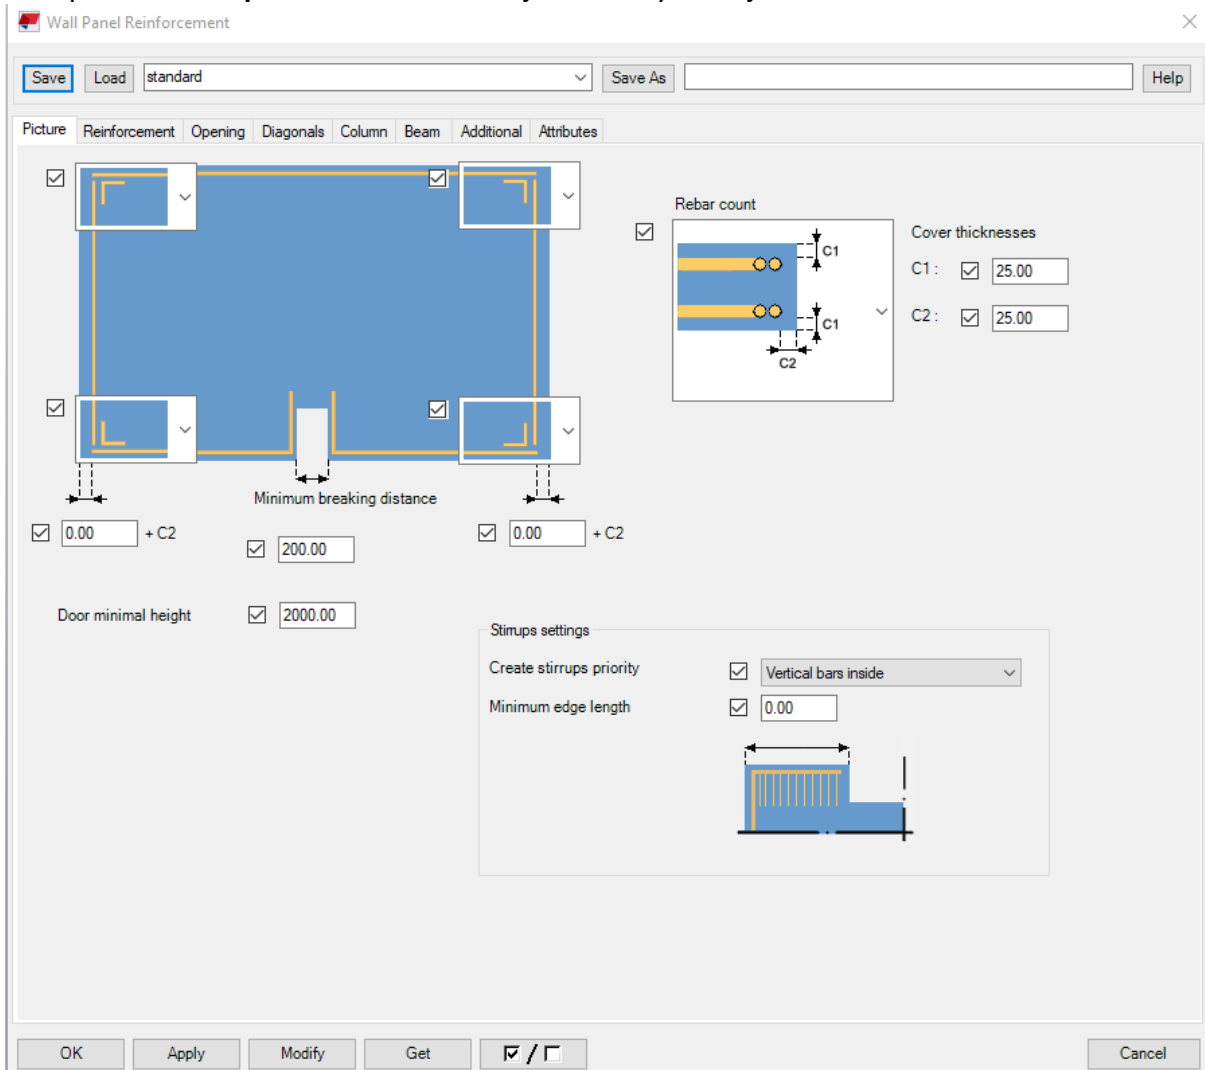 Wall Panel Reinforcement
Save Load standard Save As Help
Picture Reinforcement Opening Diagonals Column Beam Additional Attributes
Rebar count
Cover thicknesses
C1
C1 : 25.00
C1
C2 : 25.00
C2
Minimum breaking distance
0.00 + C2
0.00 + C2
200.00
Door minimal height 2000.00
Stirrups settings
Create stirrups priority Vertical bars inside
Minimum edge length 0.00
OK Apply Modify Get / Cancel